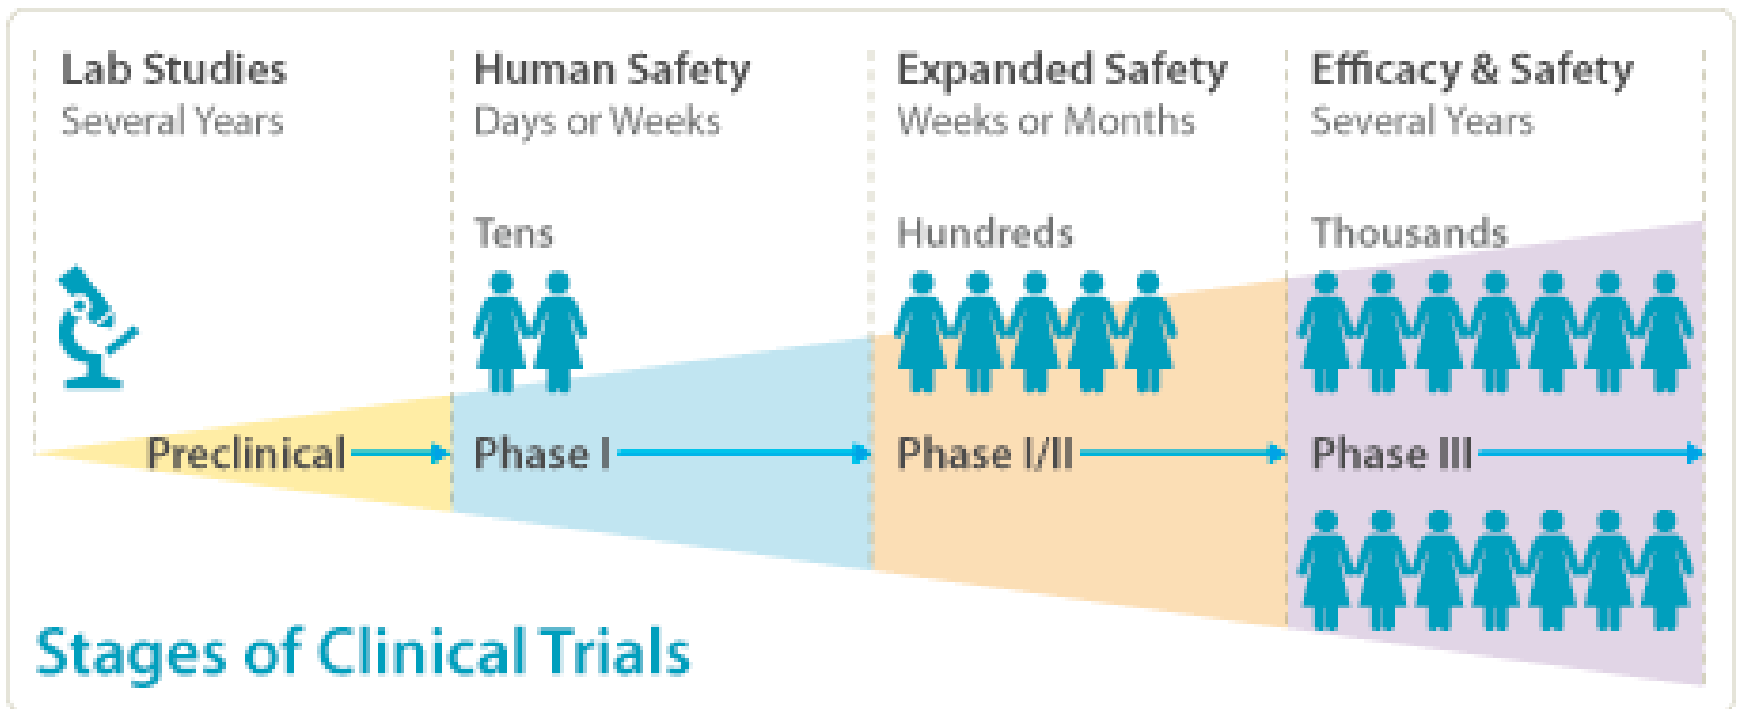 Lab Studies
Several Years
Human Safety
Days or Weeks
Expanded Safety
Weeks or Months
Efficacy & Safety
Several Years
Tens
Hundreds
Thousands
Preclinical
Phase I
Phase I/II
Phase III
Stages of Clinical Trials